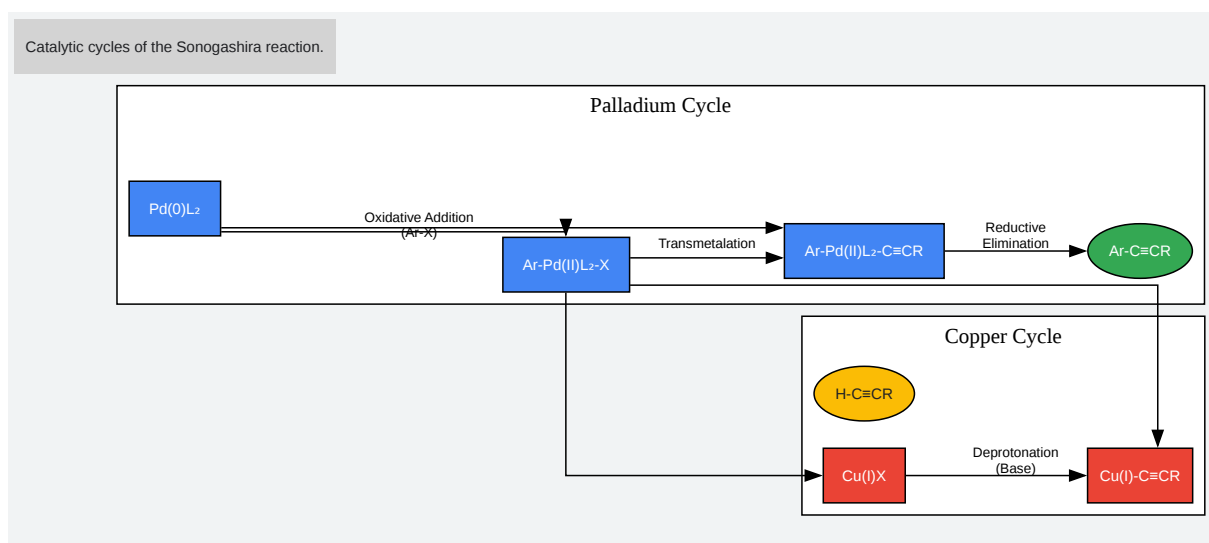 Catalytic cycles of the Sonogashira reaction.
Palladium Cycle
Pd(0)L₂
Oxidative Addition
(Ar-X)
Ar-Pd(II)L₂-X
Transmetalation
Ar-Pd(II)L₂-C≡CR
Reductive
Elimination
Ar-C≡CR
Copper Cycle
H-C≡CR
Cu(I)X
Deprotonation
(Base)
Cu(I)-C≡CR